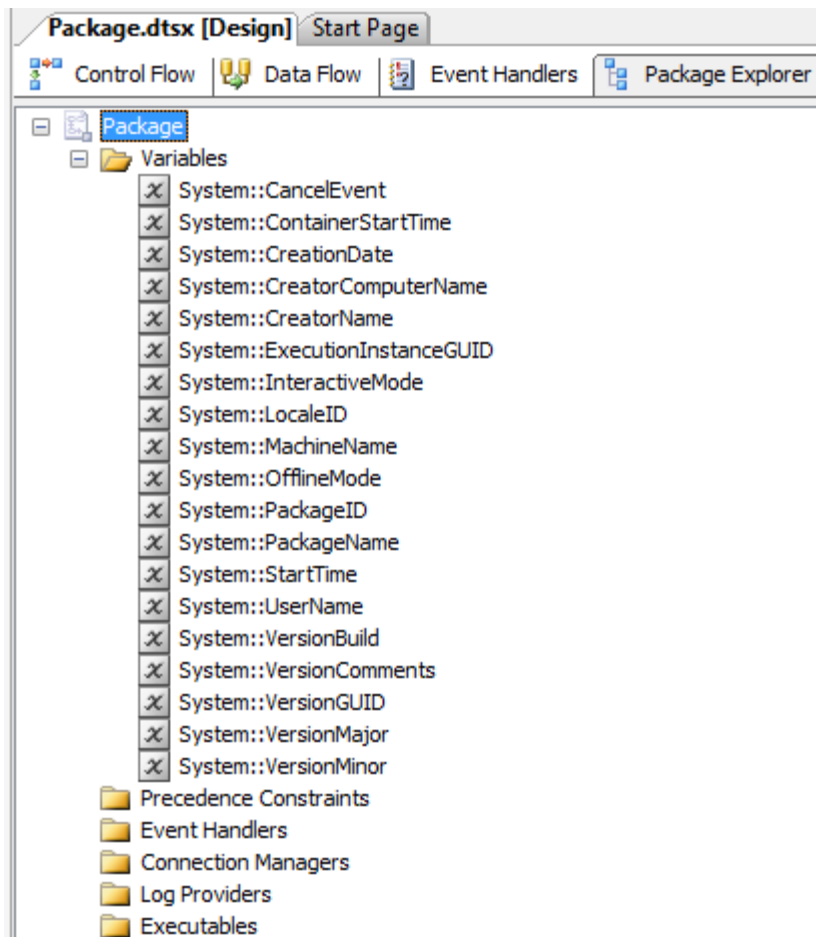 Package.dtsx [Design] Start Page
Control Flow Data Flow Event Handlers Package Explorer
Package
Variables
System::CancelEvent
System::ContainerStartTime
System::CreationDate
System::CreatorComputerName
System::CreatorName
System::ExecutionInstanceGUID
System::InteractiveMode
System::LocaleID
System::MachineName
System::OfflineMode
System::PackageID
System::PackageName
System::StartTime
System::UserName
System::VersionBuild
System::VersionComments
System::VersionGUID
System::VersionMajor
System::VersionMinor
Precedence Constraints
Event Handlers
Connection Managers
Log Providers
Executables